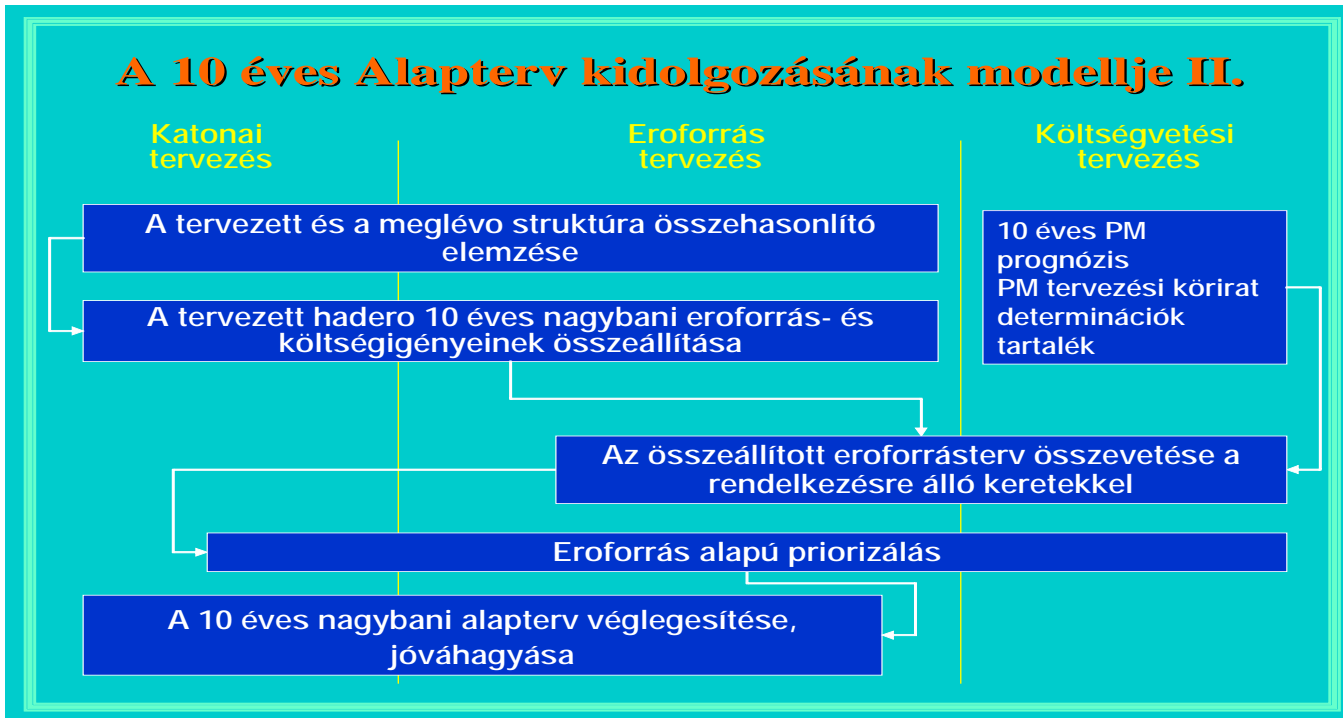 A 10 éves Alapterv kidolgozásának modellje II.
Katonai
tervezés
Eroforrás
tervezés
Költségvetési
tervezés
A tervezett és a meglévo struktúra összehasonlító
elemzése
10 éves PM
prognózis
PM tervezési körirat
determinációk
tartalék
A tervezett hadero 10 éves nagybani eroforrás- és
költségigényeinek összeállítása
Az összeállított eroforrásterv összevetése a
rendelkezésre álló keretekkel
Eroforrás alapú priorizálás
A 10 éves nagybani alapterv véglegesítése,
jóváhagyása